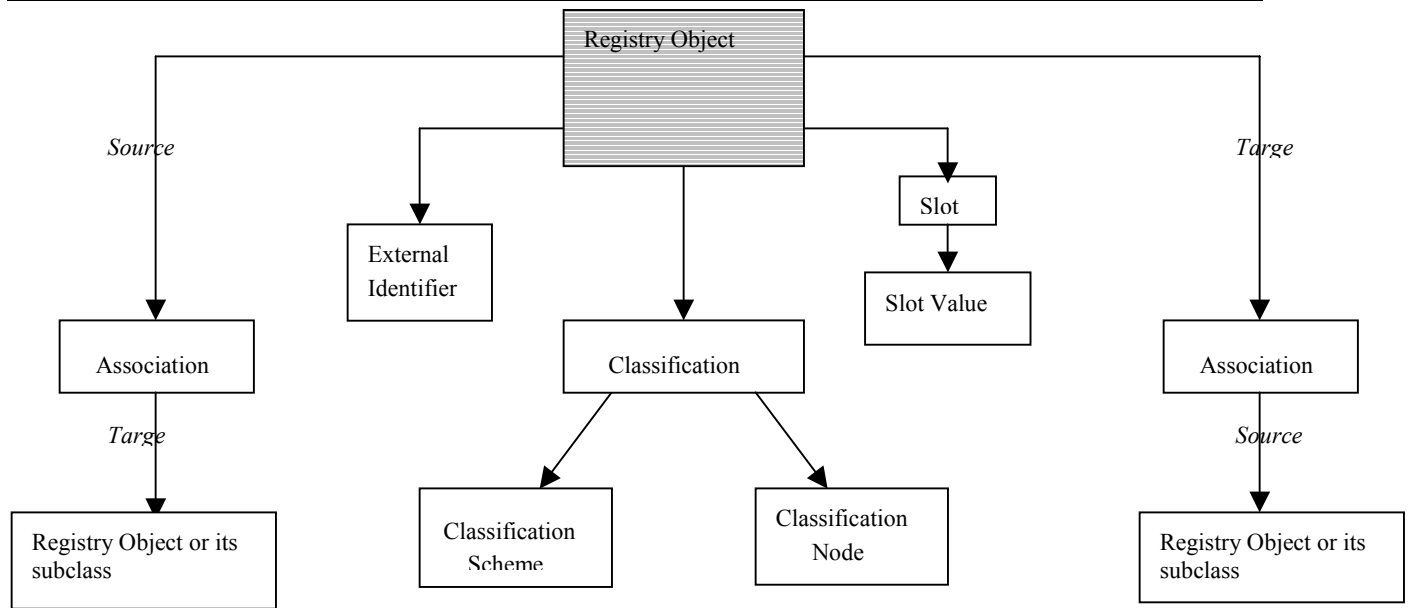 Registry Object
Source
Targe
Slot
External
Identifier
Slot Value
Association
Classification
Association
Targe
Source
Classification
Scheme
Classification
Node
Registry Object or its
subclass
Registry Object or its
subclass